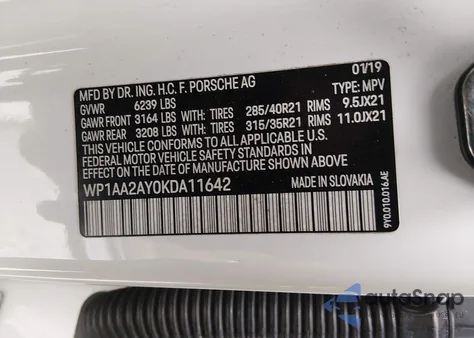 MFD BY DR. ING. H.C. F. PORSCHE AG 01/19
GVWR 6239 LBS TYPE: MPV
GAWR FRONT 3164 LBS WITH: TIRES 285/40R21 RIMS 9.5JX21
GAWR REAR 3208 LBS WITH: TIRES 315/35R21 RIMS 11.0JX21
THIS VEHICLE CONFORMS TO ALL APPLICABLE U.S.
FEDERAL MOTOR VEHICLE SAFETY STANDARDS IN EFFECT
ON THE DATE OF MANUFACTURE SHOWN ABOVE
WP1AA2AY0KDA11642 MADE IN SLOVAKIA
9Y0.010.016.AE
autoSnap